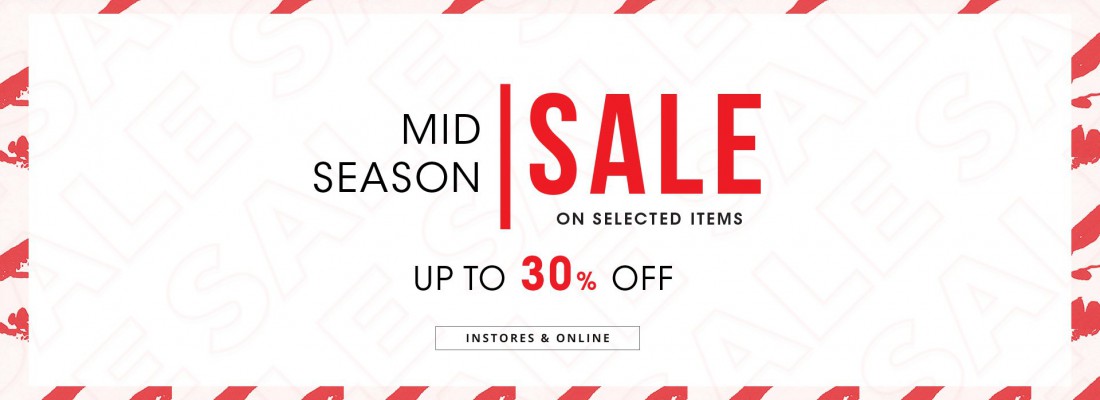 MID
SEASON
SALE
ON SELECTED ITEMS
UP TO 30% OFF
INSTORES & ONLINE